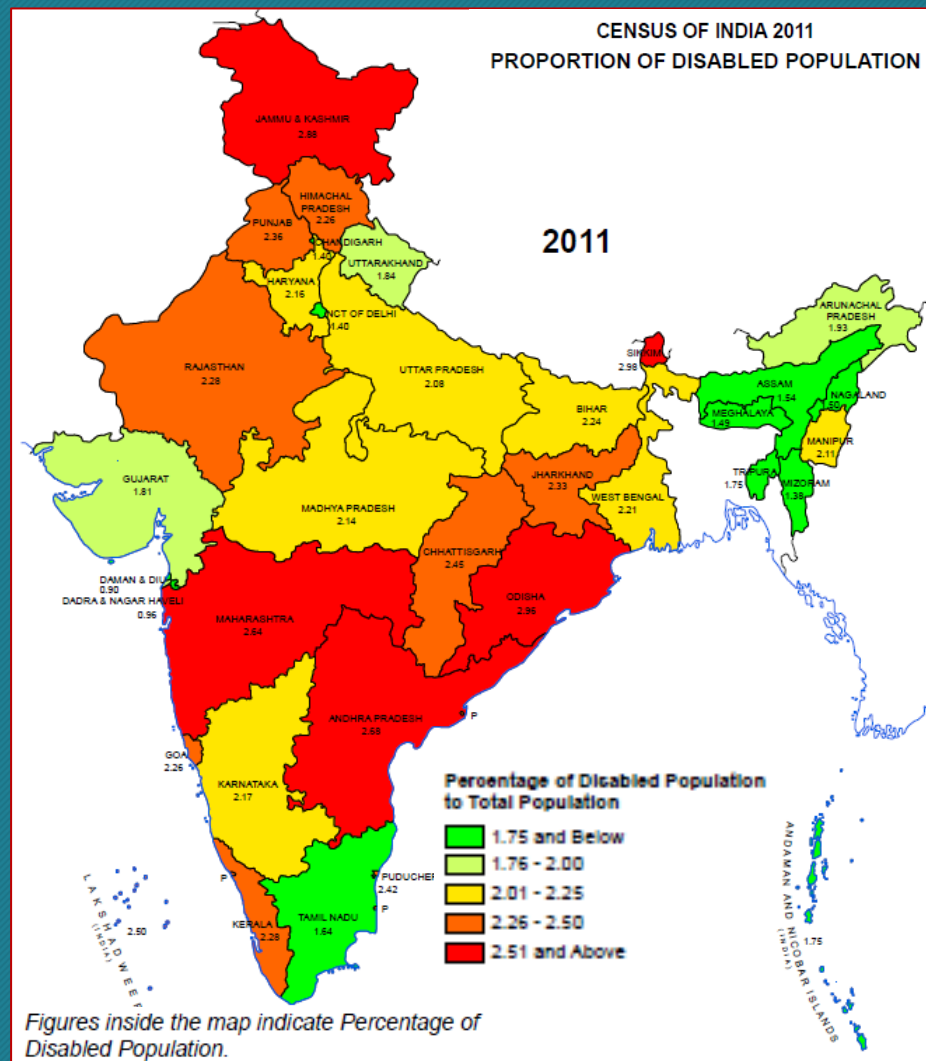 CENSUS OF INDIA 2011
PROPORTION OF DISABLED POPULATION
2011
JAMMU & KASHMIR
2.88
HIMACHAL
PRADESH
2.26
PUNJAB
2.36
CHANDIGARH
1.40
UTTARAKHAND
1.84
HARYANA
2.16
NCT OF DELHI
1.40
RAJASTHAN
2.28
UTTAR PRADESH
2.08
SIKKIM
2.98
ARUNACHAL
PRADESH
1.93
ASSAM
1.54
NAGALAND
1.50
MEGHALAYA
1.49
MANIPUR
2.11
BIHAR
2.24
TRIPURA
1.75
MIZORAM
1.38
GUJARAT
1.81
MADHYA PRADESH
2.14
JHARKHAND
2.33
WEST BENGAL
2.21
CHHATTISGARH
2.45
ODISHA
2.96
DAMAN & DIU
0.90
DADRA & NAGAR HAVELI
0.96
MAHARASHTRA
2.64
ANDHRA PRADESH
2.68
P
GOA
2.26
KARNATAKA
2.17
P
PUDUCHER
2.42
P
KERALA
2.28
TAMIL NADU
1.64
LAKSHADWEEP
(INDIA)
2.50
ANDAMAN AND NICOBAR ISLANDS
(INDIA)
1.75
Percentage of Disabled Population
to Total Population
1.75 and Below
1.76 - 2.00
2.01 - 2.25
2.26 - 2.50
2.51 and Above
Figures inside the map indicate Percentage of
Disabled Population.